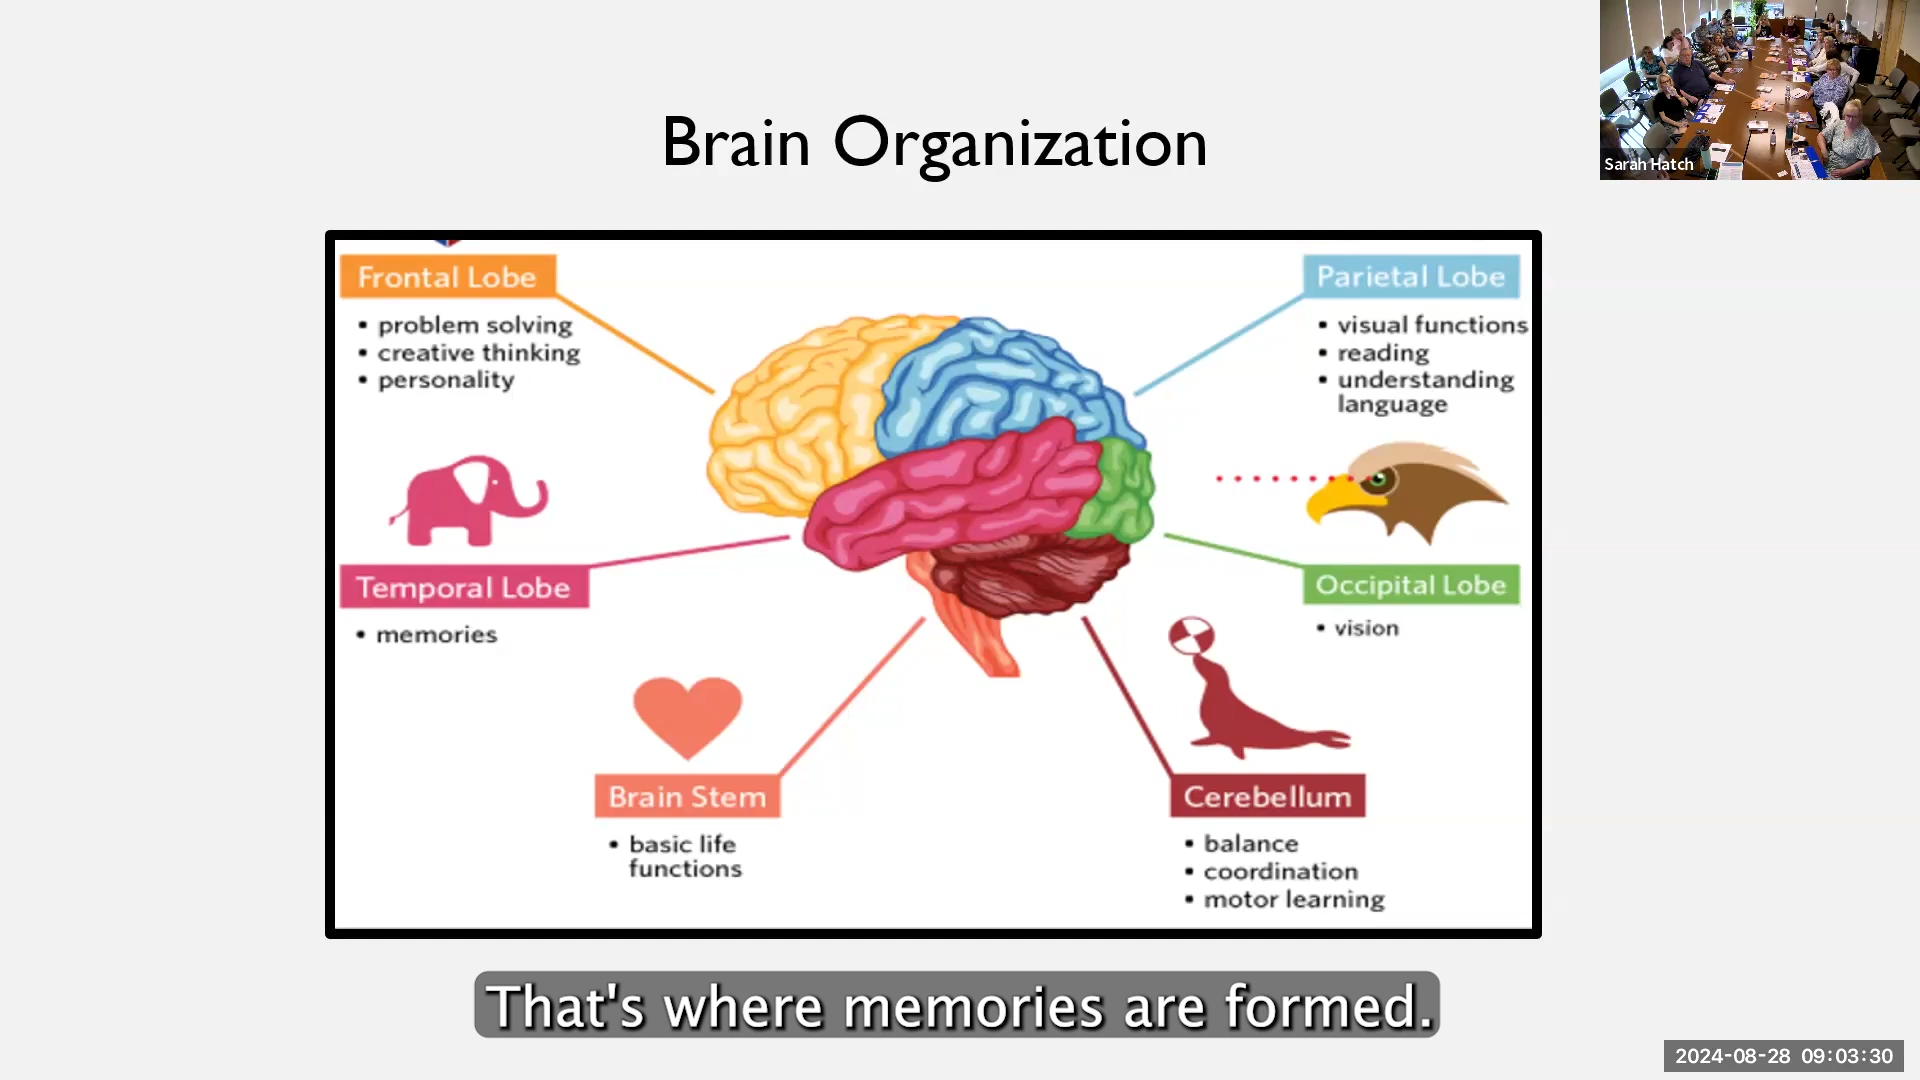 Sarah Hatch
Brain Organization
Frontal Lobe
• problem solving
• creative thinking
• personality
Parietal Lobe
• visual functions
• reading
• understanding
language
Temporal Lobe
• memories
Occipital Lobe
• vision
Brain Stem
• basic life
functions
Cerebellum
• balance
• coordination
• motor learning
That's where memories are formed.
2024-08-28 09:03:30